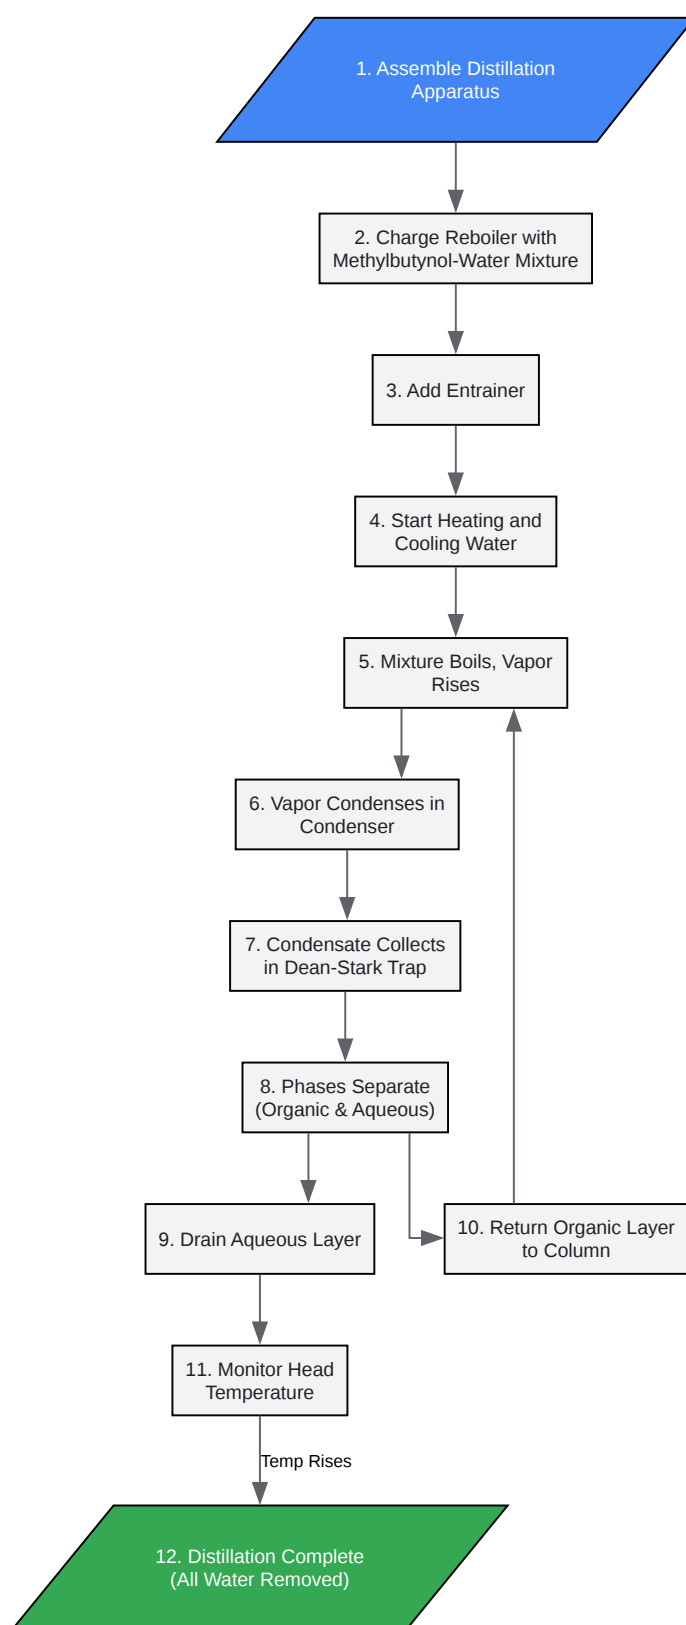 1. Assemble Distillation
Apparatus
2. Charge Reboiler with
Methylbutynol-Water Mixture
3. Add Entrainer
4. Start Heating and
Cooling Water
5. Mixture Boils, Vapor
Rises
6. Vapor Condenses in
Condenser
7. Condensate Collects
in Dean-Stark Trap
8. Phases Separate
(Organic & Aqueous)
9. Drain Aqueous Layer
10. Return Organic Layer
to Column
11. Monitor Head
Temperature
Temp Rises
12. Distillation Complete
(All Water Removed)